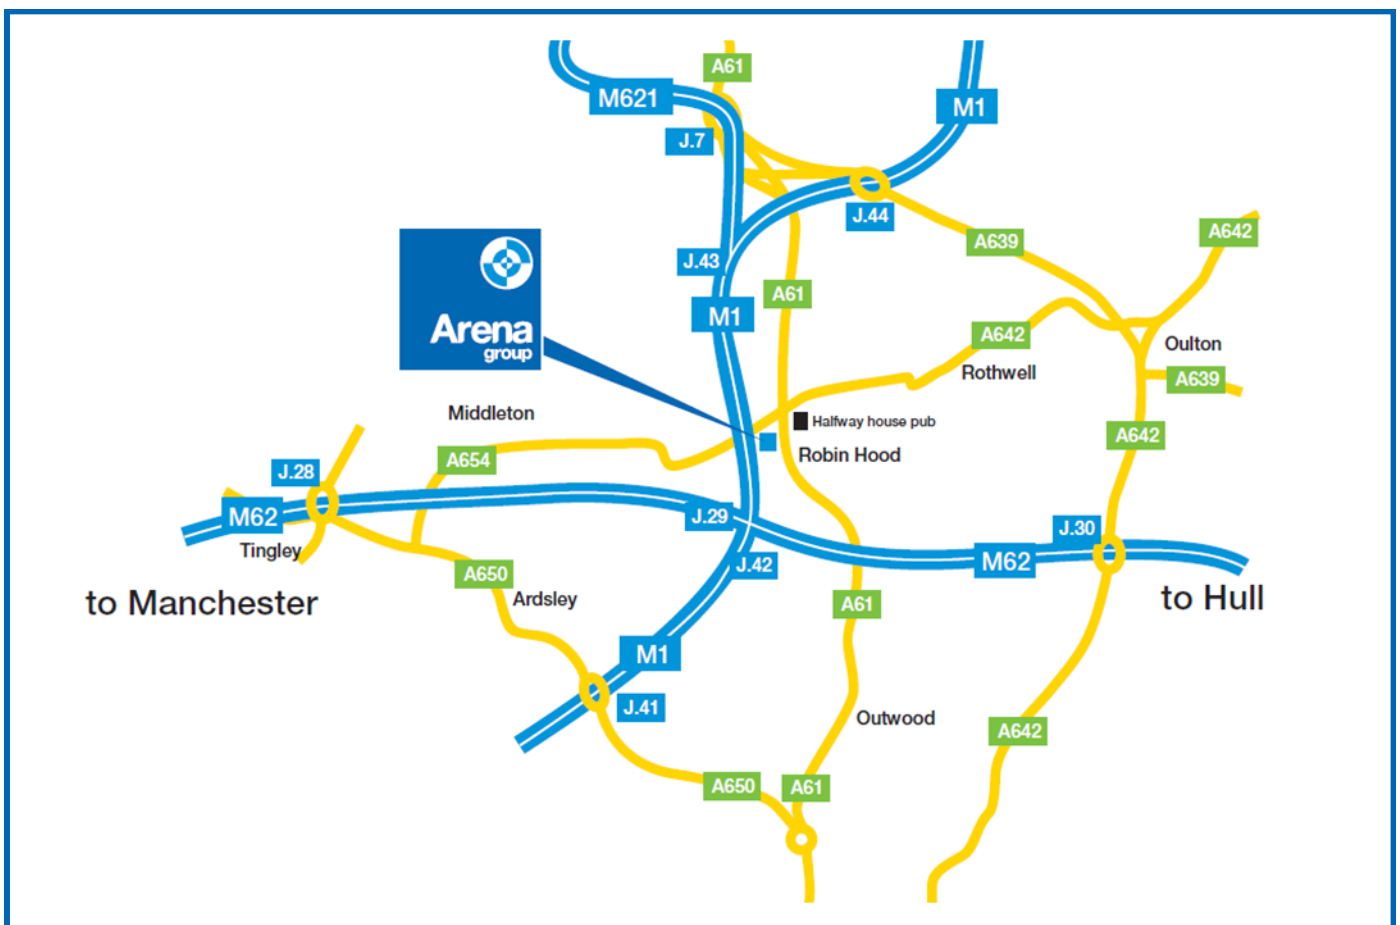 A61
M621
M1
J.7
J.44
A642
A639
J.43
A61
M1
Arena
group
A642
Oulton
Rothwell
A639
Middleton
Halfway house pub
A642
Robin Hood
A654
J.28
M62
J.29
J.30
Tingley
J.42
M62
A650
to Manchester
Ardsley
A61
to Hull
M1
J.41
Outwood
A642
A650
A61